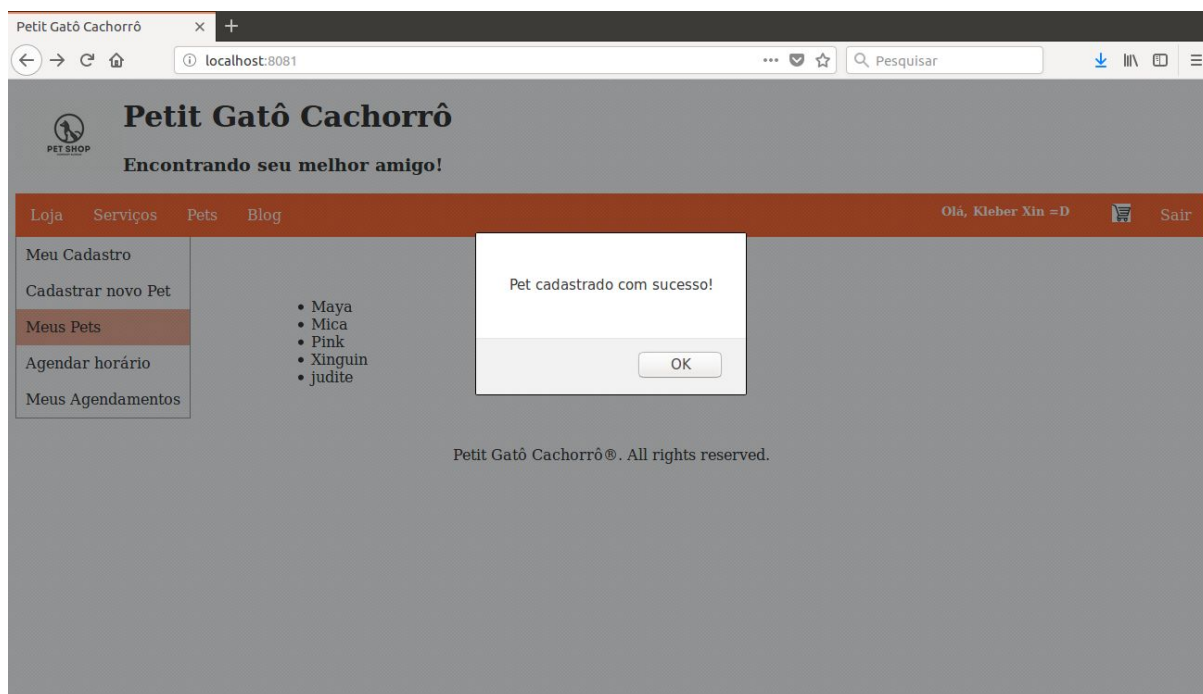 Petit Gatô Cachorrô
localhost:8081
Pesquisar
PET SHOP
Petit Gatô Cachorrô
Encontrando seu melhor amigo!
Loja Serviços Pets Blog Olá, Kleber Xin =D Sair
Meu Cadastro
Cadastrar novo Pet
Meus Pets
Agendar horário
Meus Agendamentos
Maya
Mica
Pink
Xinguin
judite
Pet cadastrado com sucesso!
OK
Petit Gatô Cachorrô®. All rights reserved.